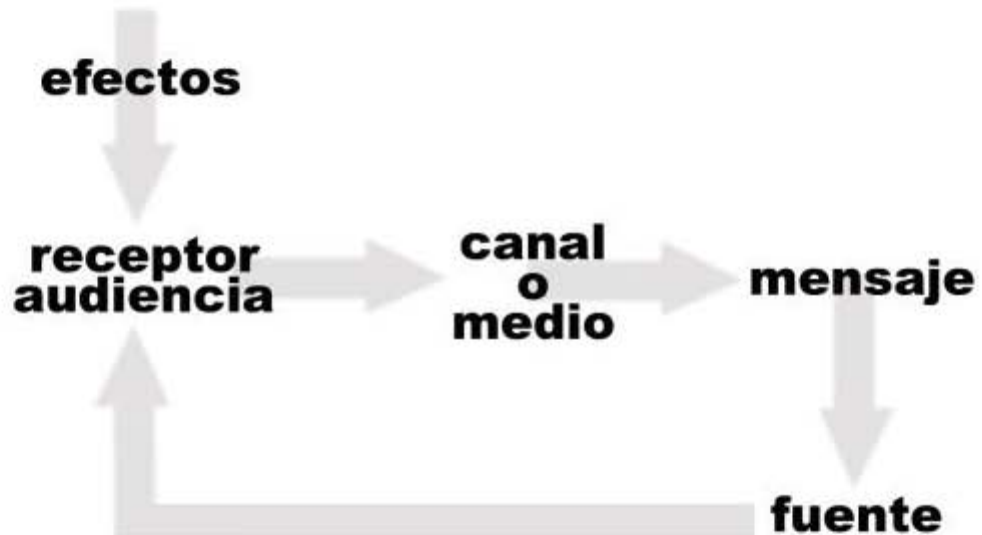 efectos
receptor
audiencia
canal
o
medio
mensaje
fuente